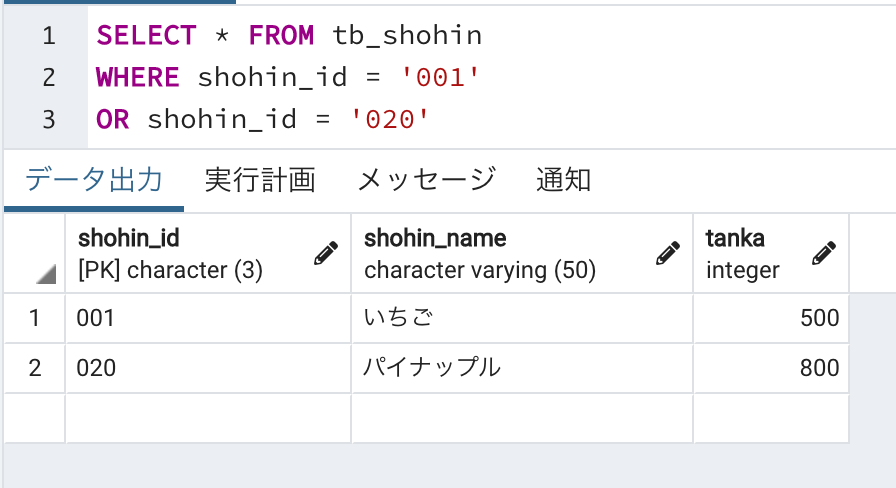 1 SELECT * FROM tb_shohin
2 WHERE shohin_id = '001'
3 OR shohin_id = '020'
データ出力 実行計画 メッセージ 通知
shohin_id shohin_name tanka
[PK] character (3) character varying (50) integer
1 001 いちご 500
2 020 パイナップル 800